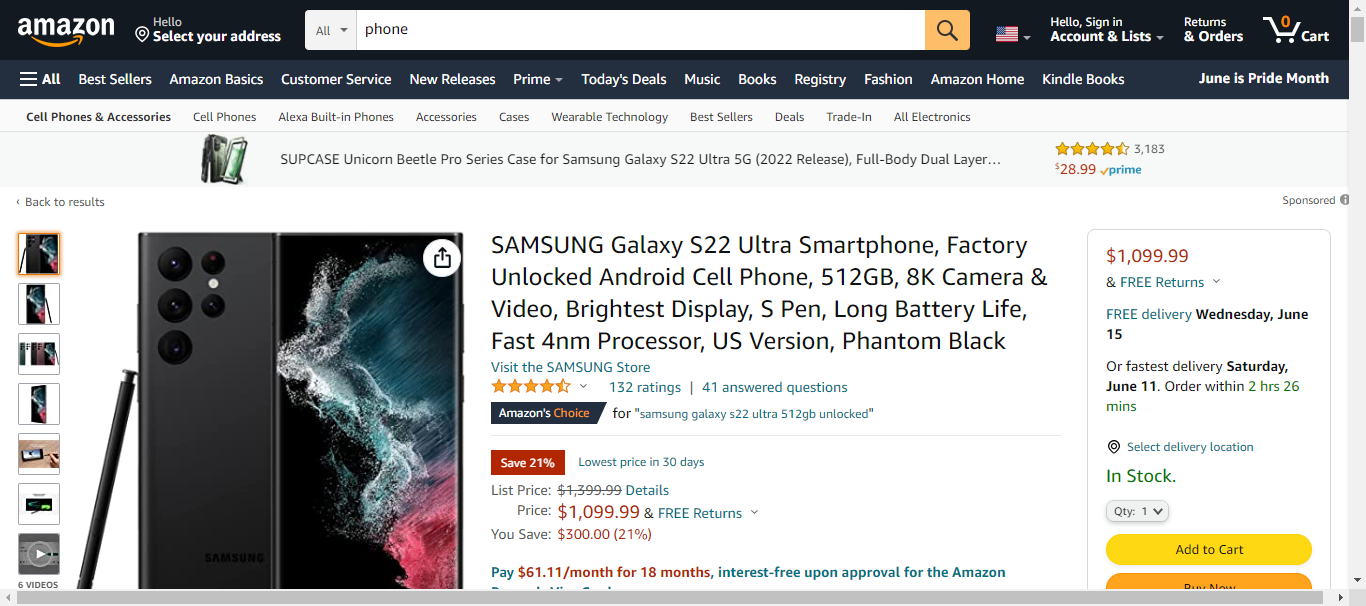 amazon
Hello
Select your address
All
phone
Hello, Sign in
Account & Lists
Returns
& Orders
0
Cart
All
Best Sellers
Amazon Basics
Customer Service
New Releases
Prime
Today's Deals
Music
Books
Registry
Fashion
Amazon Home
Kindle Books
June is Pride Month
Cell Phones & Accessories
Cell Phones
Alexa Built-in Phones
Accessories
Cases
Wearable Technology
Best Sellers
Deals
Trade-In
All Electronics
SUPCASE Unicorn Beetle Pro Series Case for Samsung Galaxy S22 Ultra 5G (2022 Release), Full-Body Dual Layer…
3,183
$28.99 prime
‹ Back to results
Sponsored
SAMSUNG Galaxy S22 Ultra Smartphone, Factory
Unlocked Android Cell Phone, 512GB, 8K Camera &
Video, Brightest Display, S Pen, Long Battery Life,
Fast 4nm Processor, US Version, Phantom Black
Visit the SAMSUNG Store
132 ratings | 41 answered questions
Amazon's Choice for "samsung galaxy s22 ultra 512gb unlocked"
Save 21% Lowest price in 30 days
List Price: $1,399.99 Details
Price: $1,099.99 & FREE Returns
You Save: $300.00 (21%)
Pay $61.11/month for 18 months, interest-free upon approval for the Amazon
SAMSUNG
6 VIDEOS
$1,099.99
& FREE Returns
FREE delivery Wednesday, June
15
Or fastest delivery Saturday,
June 11. Order within 2 hrs 26
mins
Select delivery location
In Stock.
Qty: 1
Add to Cart
Buy Now